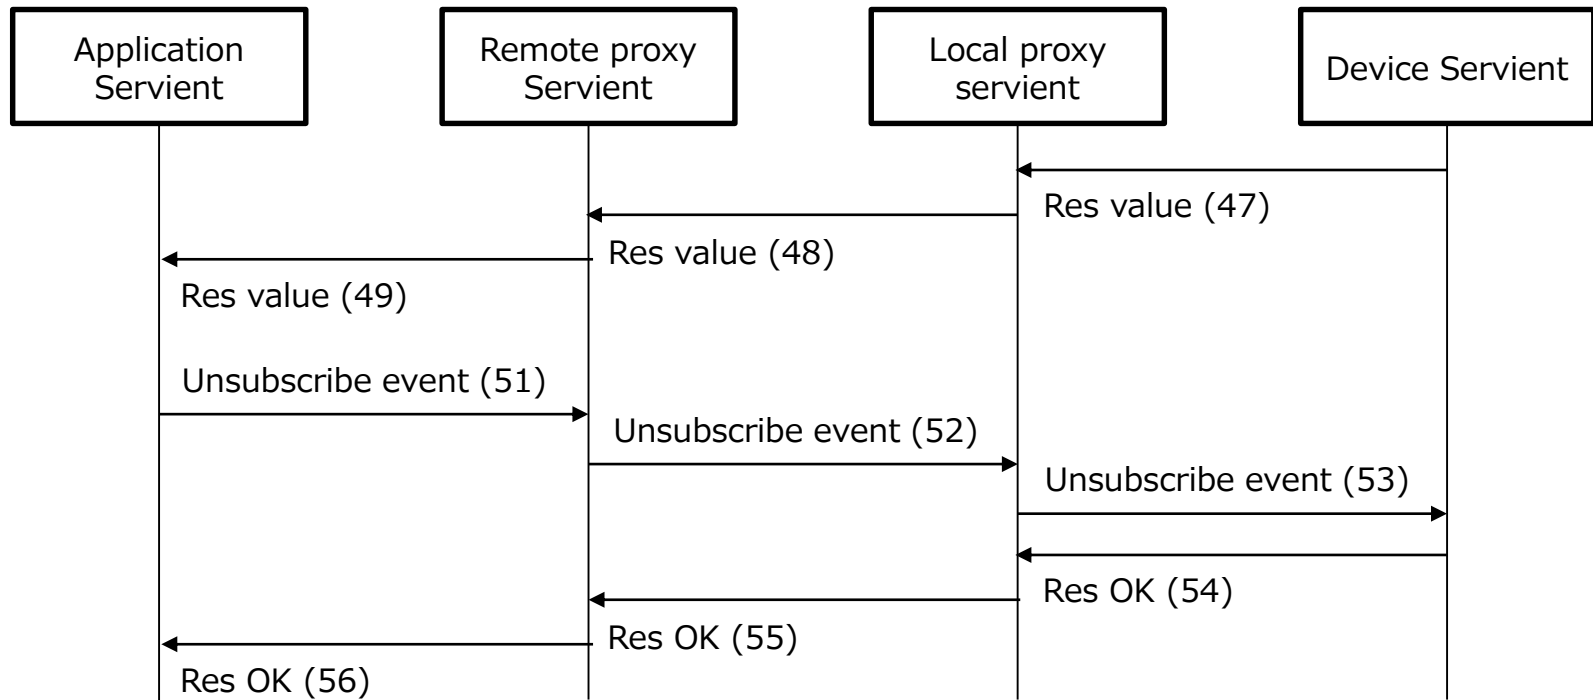 Application
Servient
Remote proxy
Servient
Local proxy
servient
Device Servient
Res value (47)
Res value (48)
Res value (49)
Unsubscribe event (51)
Unsubscribe event (52)
Unsubscribe event (53)
Res OK (54)
Res OK (55)
Res OK (56)